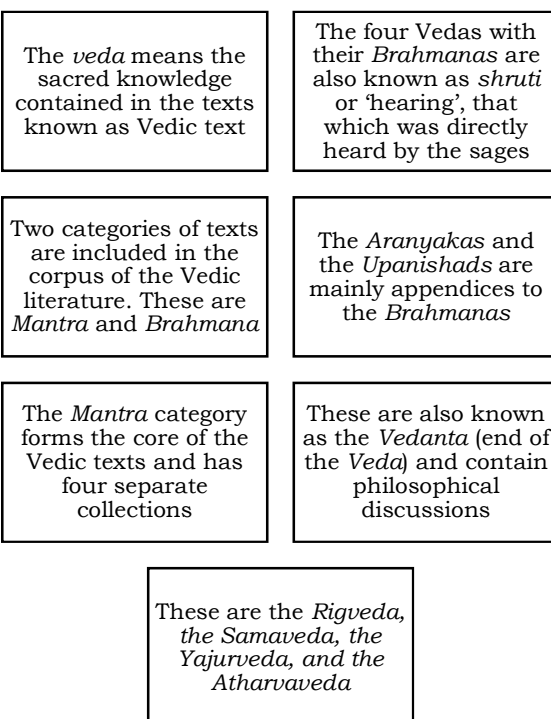 The veda means the
sacred knowledge
contained in the texts
known as Vedic text
The four Vedas with
their Brahmanas are
also known as shruti
or ‘hearing’, that
which was directly
heard by the sages
Two categories of texts
are included in the
corpus of the Vedic
literature. These are
Mantra and Brahmana
The Aranyakas and
the Upanishads are
mainly appendices to
the Brahmanas
The Mantra category
forms the core of the
Vedic texts and has
four separate
collections
These are also known
as the Vedanta (end of
the Veda) and contain
philosophical
discussions
These are the Rigveda,
the Samaveda, the
Yajurveda, and the
Atharvaveda